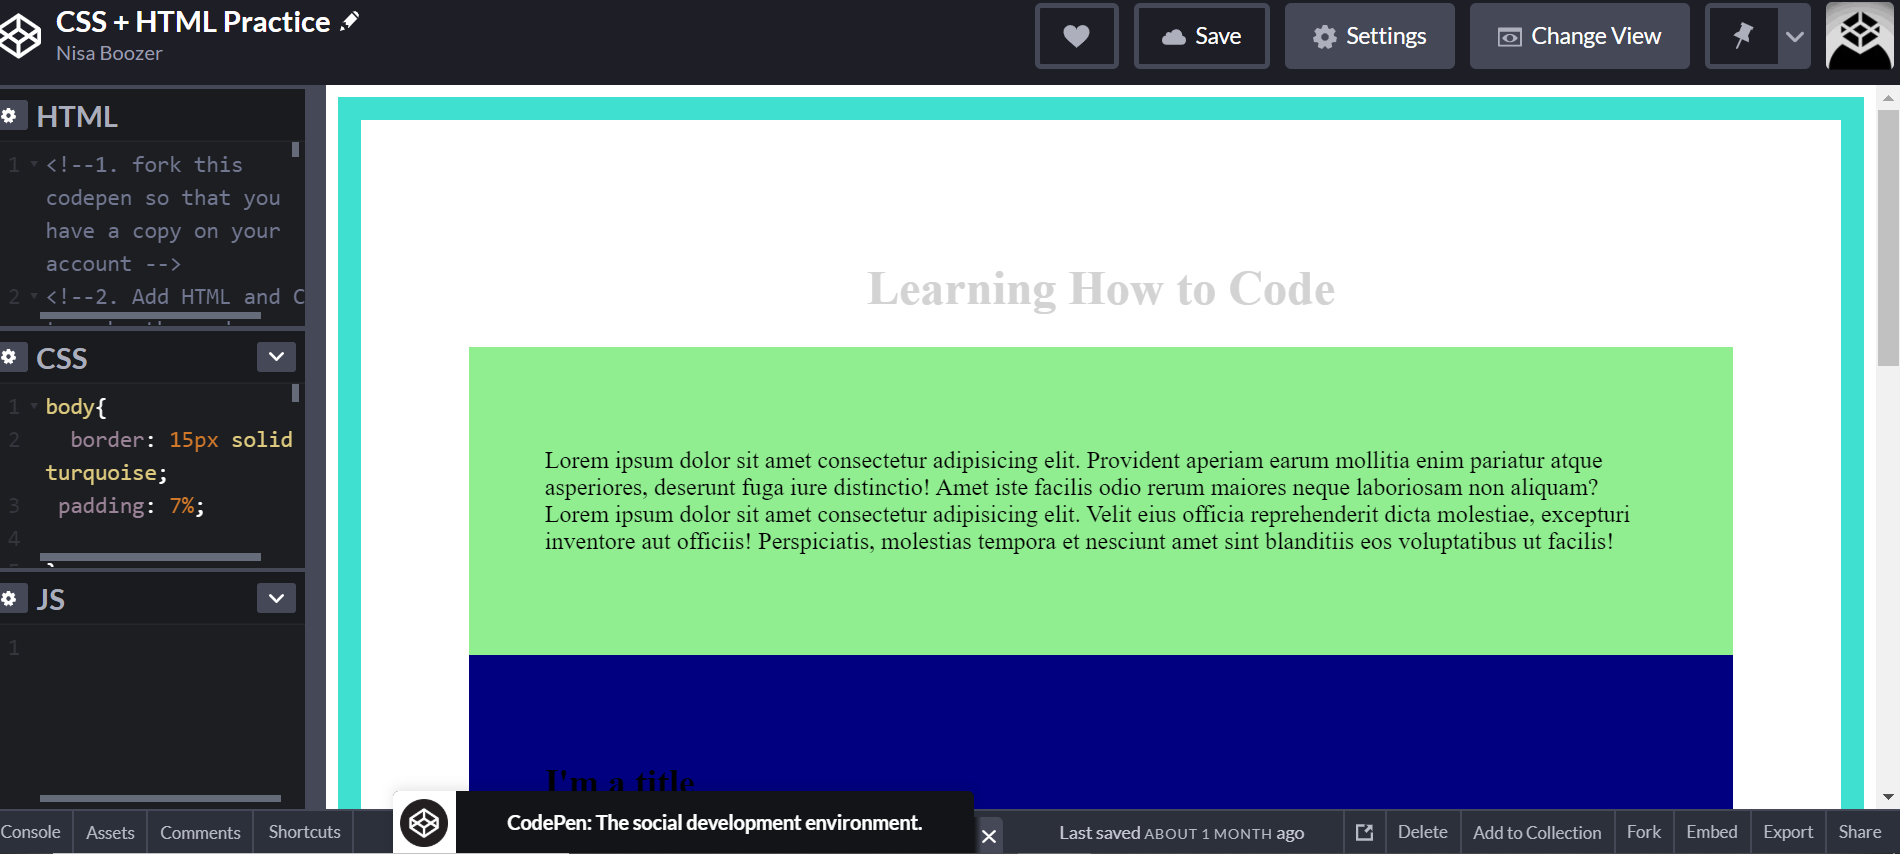 CSS + HTML Practice
Nisa Boozer
Save
Settings
Change View
HTML
1 <!--1. fork this
codepen so that you
have a copy on your
account -->
2 <!--2. Add HTML and C
CSS
1 body{
2 border: 15px solid
turquoise;
3 padding: 7%;
4
JS
1
Learning How to Code
Lorem ipsum dolor sit amet consectetur adipisicing elit. Provident aperiam earum mollitia enim pariatur atque
asperiores, deserunt fuga iure distinctio! Amet iste facilis odio rerum maiores neque laboriosam non aliquam?
Lorem ipsum dolor sit amet consectetur adipisicing elit. Velit eius officia reprehenderit dicta molestiae, excepturi
inventore aut officiis! Perspiciatis, molestias tempora et nesciunt amet sint blanditiis eos voluptatibus ut facilis!
I'm a title
CodePen: The social development environment.
Console
Assets
Comments
Shortcuts
Last saved ABOUT 1 MONTH ago
Delete
Add to Collection
Fork
Embed
Export
Share